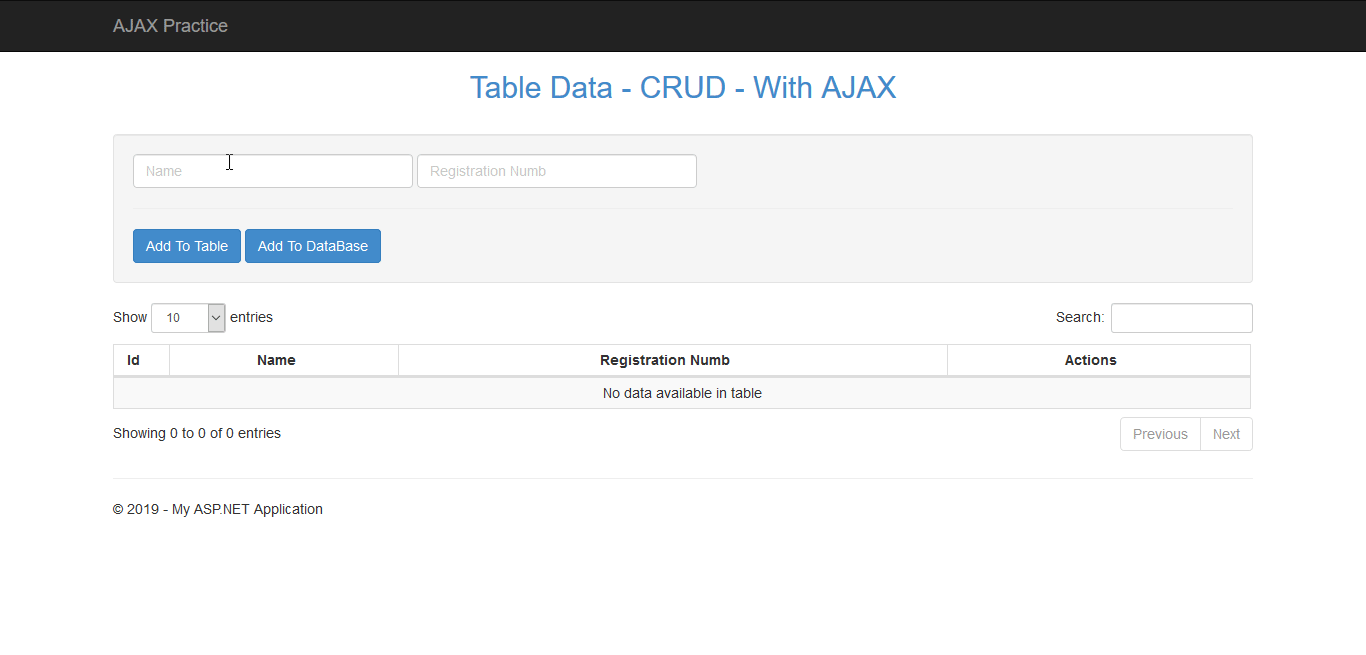 AJAX Practice
Table Data - CRUD - With AJAX
Name Registration Numb
Add To Table Add To DataBase
Show 10 entries Search:
Id Name Registration Numb Actions
No data available in table
Showing 0 to 0 of 0 entries Previous Next
© 2019 - My ASP.NET Application